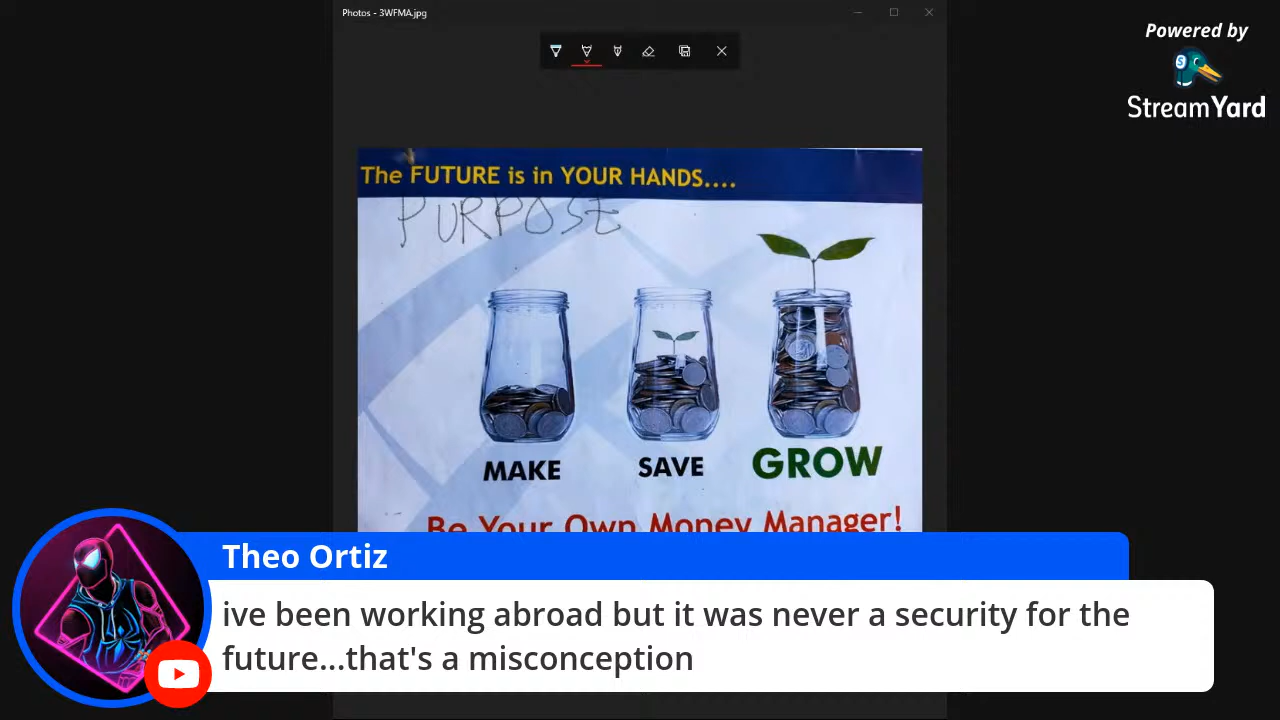 Photos - 3WFMA.jpg
Powered by
StreamYard
The FUTURE is in YOUR HANDS....
PURPOSE
MAKE
SAVE
GROW
Be Your Own Money Manager!
Theo Ortiz
ive been working abroad but it was never a security for the
future...that's a misconception